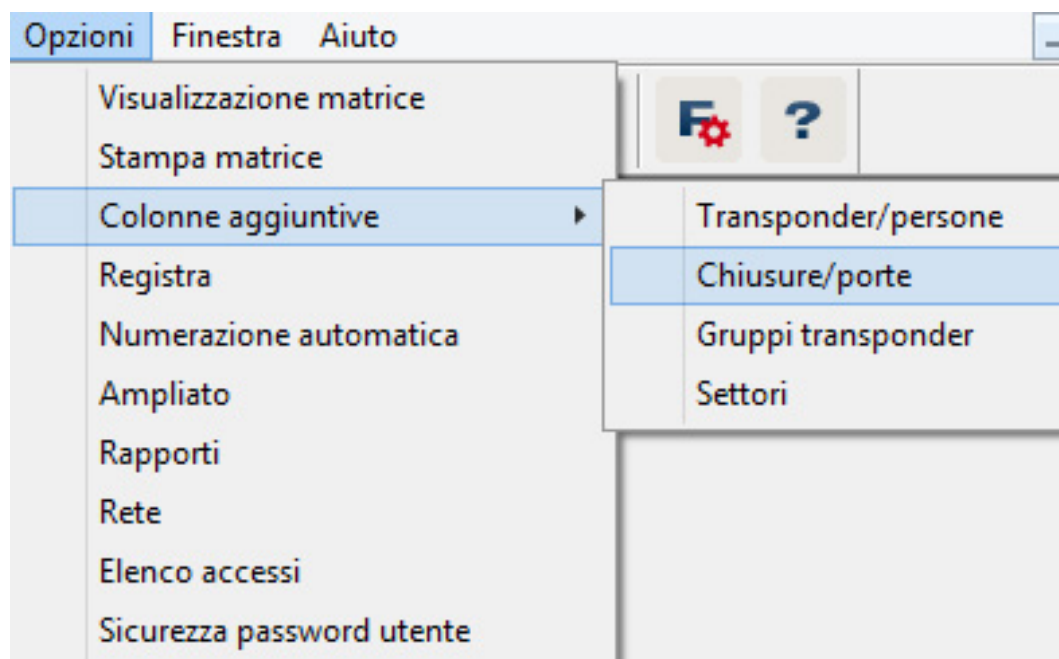 Opzioni Finestra Aiuto
Visualizzazione matrice
Stampa matrice
Colonne aggiuntive
Registra
Numerazione automatica
Ampliato
Rapporti
Rete
Elenco accessi
Sicurezza password utente
F ?
Transponder/persone
Chiusure/porte
Gruppi transponder
Settori